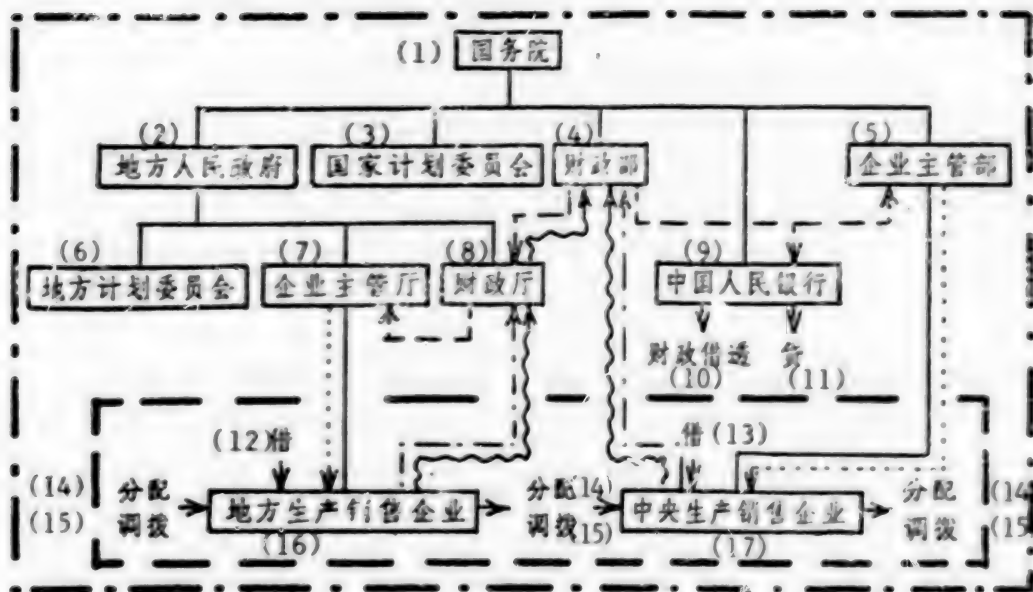 (1) 国务院
(2) (3) (4) (5)
地方人民政府 国家计划委员会 财政部 企业主管部
(6) (7) (8) (9)
地方计划委员会 企业主管厅 财政厅 中国人民银行
财政借透 货
(10) (11)
(12)借 借(13)
(14) 分配 分配(14) 分配 (14
(15) 调拨 地方生产销售企业 调拨(15) 中央生产销售企业 调拨 (15
(16) (17)